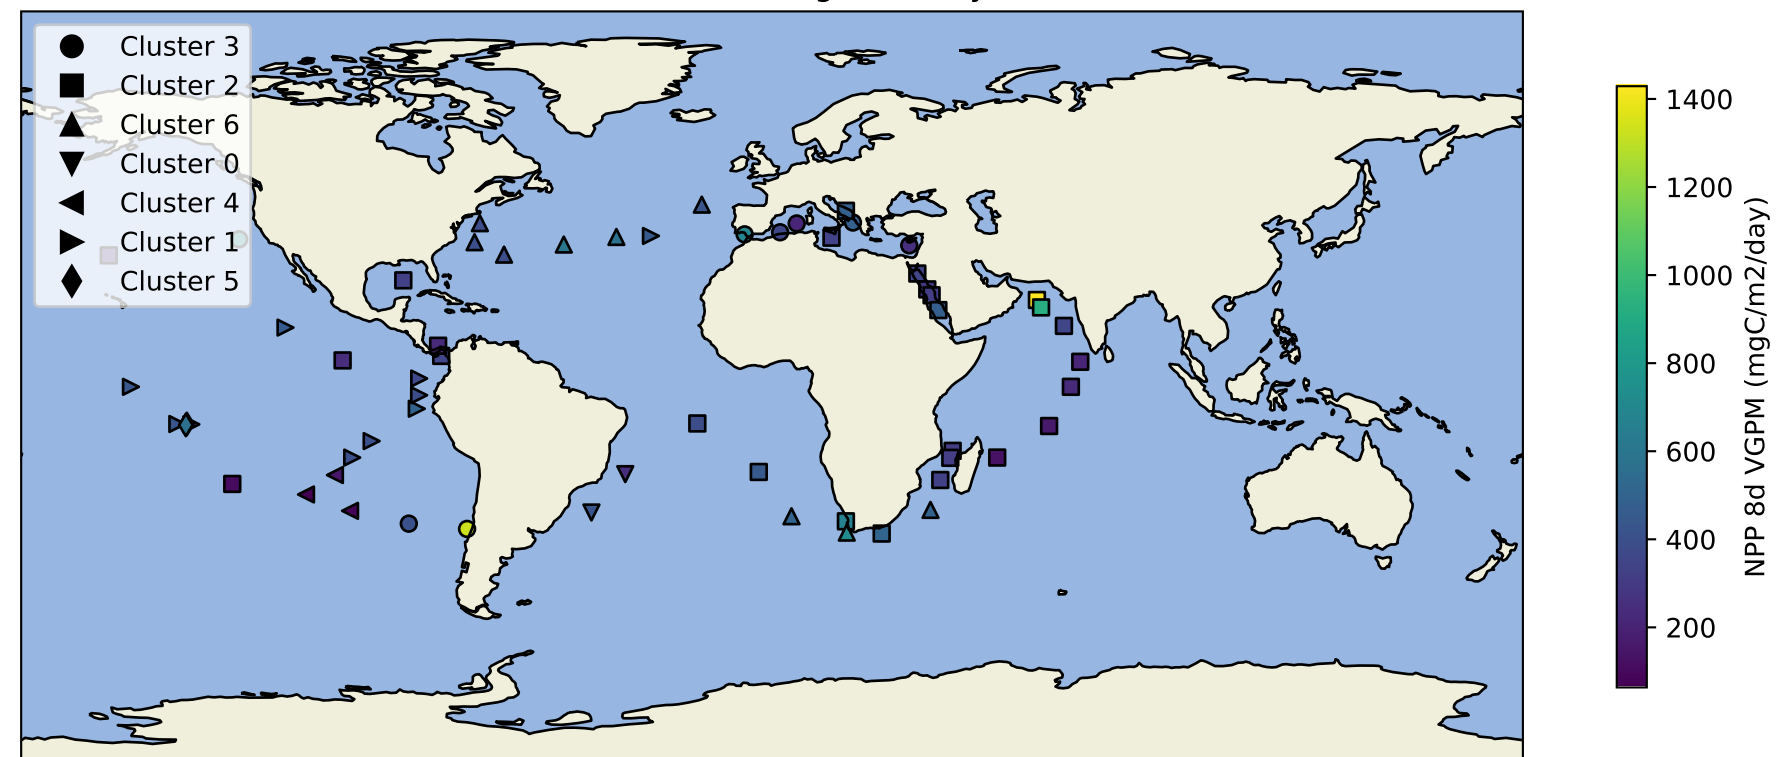 Cluster 3
Cluster 2
Cluster 6
Cluster 0
Cluster 4
Cluster 1
Cluster 5
1400
1200
1000
800
600
400
200
NPP 8d VGPM (mgC/m2/day)